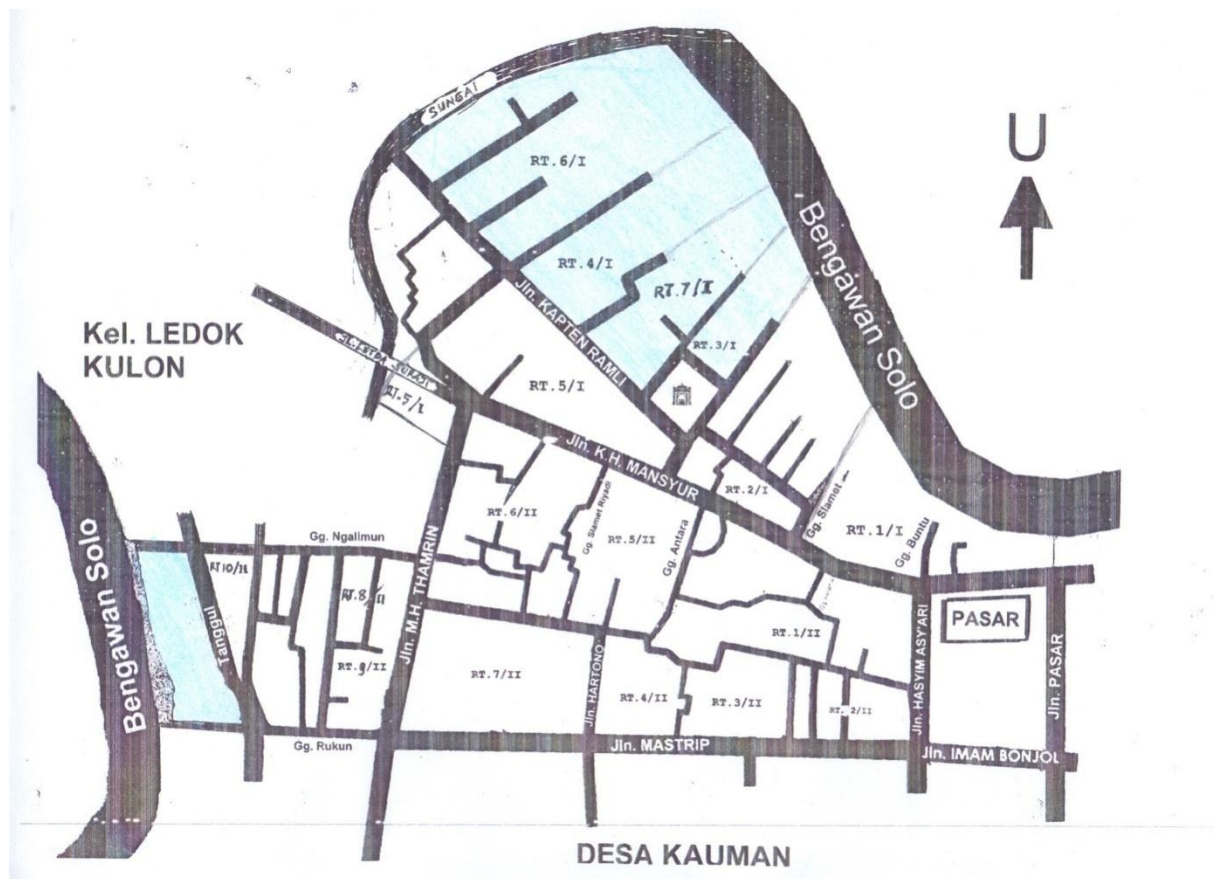 SUNGAI
U
RT.6/I
Bengawan Solo
RT.4/I
RT.7/I
Jln. KAPTEN RAMLI
RT.3/I
Kel. LEDOK
KULON
RT.5/I
RT.5/I
Jln. K.H. MANSYUR
RT.2/I
Gg. Slamet
RT.1/I
Gg. Buntu
RT.6/II
Gg. Slamet Riyadi
RT.5/II
Gg. Antara
Gg. Ngalimun
Bengawan Solo
RT 10/II
Tanggul
RT.8/II
RT.9/II
Jln. M.H. THAMRIN
RT.7/II
Jln. HARTONO
RT.4/II
RT.3/II
RT.1/II
RT. 2/II
Jln. HASYIM ASY'ARI
PASAR
Jln. PASAR
Gg. Rukun
Jln. MASTRIP
Jln. IMAM BONJOL
DESA KAUMAN